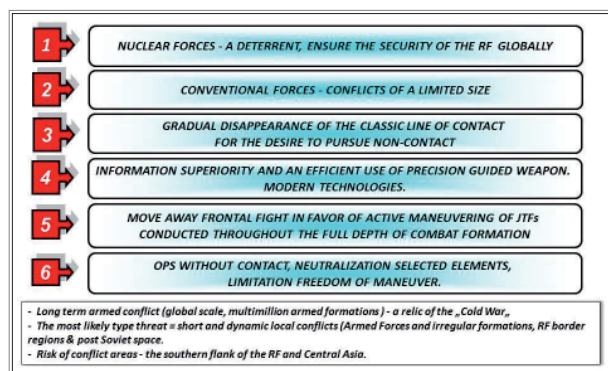 1
NUCLEAR FORCES - A DETERRENT, ENSURE THE SECURITY OF THE RF GLOBALLY
2
CONVENTIONAL FORCES - CONFLICTS OF A LIMITED SIZE
3
GRADUAL DISAPPEARANCE OF THE CLASSIC LINE OF CONTACT
FOR THE DESIRE TO PURSUE NON-CONTACT
4
INFORMATION SUPERIORITY AND AN EFFICIENT USE OF PRECISION GUIDED WEAPON.
MODERN TECHNOLOGIES.
5
MOVE AWAY FRONTAL FIGHT IN FAVOR OF ACTIVE MANEUVERING OF JTFs
CONDUCTED THROUGHOUT THE FULL DEPTH OF COMBAT FORMATION
6
OPS WITHOUT CONTACT, NEUTRALIZATION SELECTED ELEMENTS,
LIMITATION FREEDOM OF MANEUVER.
- Long term armed conflict (global scale, multimillion armed formations) - a relic of the „Cold War„
- The most likely type threat = short and dynamic local conflicts (Armed Forces and irregular formations, RF border
regions & post Soviet space.
- Risk of conflict areas - the southern flank of the RF and Central Asia.